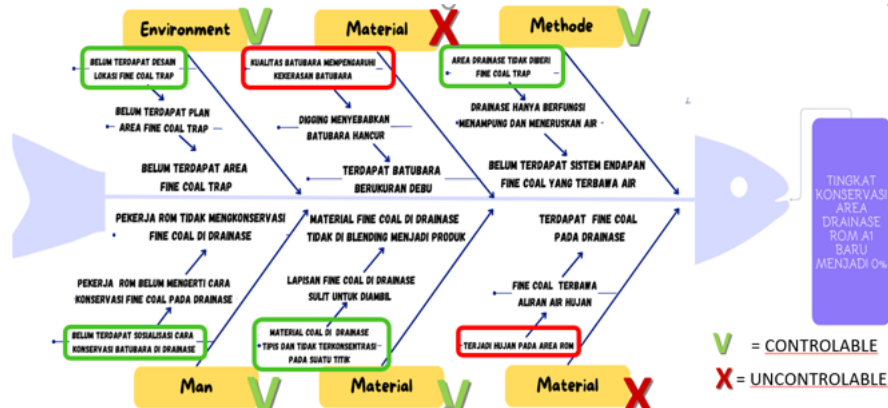 Environment V
Material X
Methode V
BELUM TERDAPAT DESAIN
LOKASI FINE COAL TRAP
KUALITAS BATUBARA MEMPENGARUHI
KEKERASAN BATUBARA
AREA DRAINASE TIDAK DIBERI
FINE COAL TRAP
BELUM TERDAPAT PLAN
AREA FINE COAL TRAP
DIGGING MENYEBABKAN
BATUBARA HANCUR
DRAINASE HANYA BERFUNGSI
MENAMPUNG DAN MENERUSKAN AIR
BELUM TERDAPAT AREA
FINE COAL TRAP
TERDAPAT BATUBARA
BERUKURAN DEBU
BELUM TERDAPAT SISTEM ENDAPAN
FINE COAL YANG TERBAWA AIR
PEKERJA ROM TIDAK MENGKONSERVASI
FINE COAL DI DRAINASE
MATERIAL FINE COAL DI DRAINASE
TIDAK DI BLENDING MENJADI PRODUK
TERDAPAT FINE COAL
PADA DRAINASE
PEKERJA ROM BELUM MENGERTI CARA
KONSERVASI FINE COAL PADA DRAINASE
LAPISAN FINE COAL DI DRAINASE
SULIT UNTUK DIAMBIL
FINE COAL TERBAWA
ALIRAN AIR HUJAN
BELUM TERDAPAT SOSIALISASI CARA
KONSERVASI BATUBARA DI DRAINASE
MATERIAL COAL DI DRAINASE
TIPIS DAN TIDAK TERKONSENTRASI
PADA SUATU TITIK
TERJADI HUJAN PADA AREA ROM
Man V
Material V
Material X
TINGKAT
KONSERVASI
AREA
DRAINASE
ROM A1
BARU
MENJADI 0%
V = CONTROLABLE
X = UNCONTROLABLE